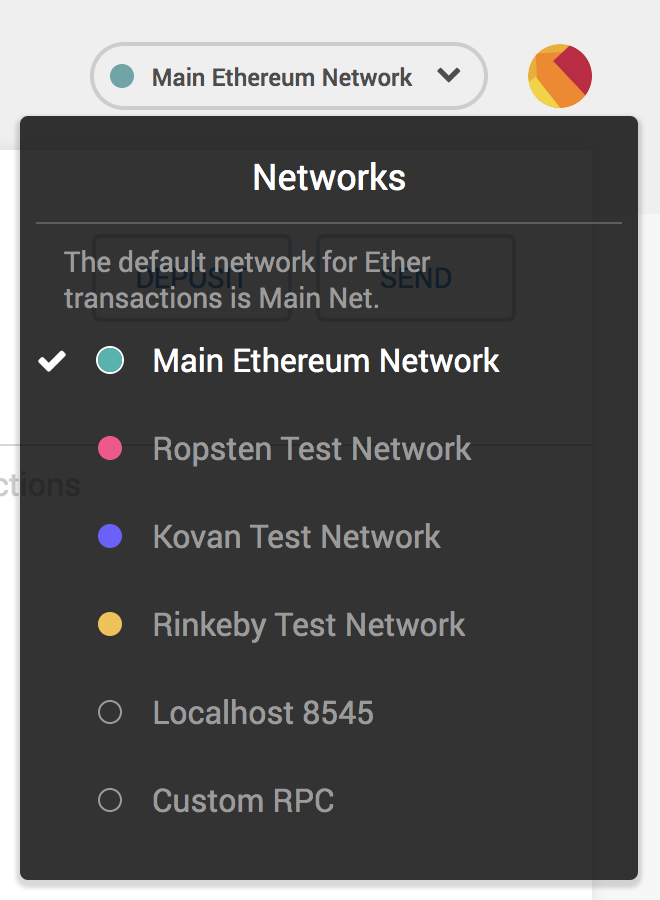 Main Ethereum Network
Networks
The default network for Ether
transactions is Main Net.
DEPOSIT
SEND
Main Ethereum Network
Ropsten Test Network
ctions
Kovan Test Network
Rinkeby Test Network
Localhost 8545
Custom RPC